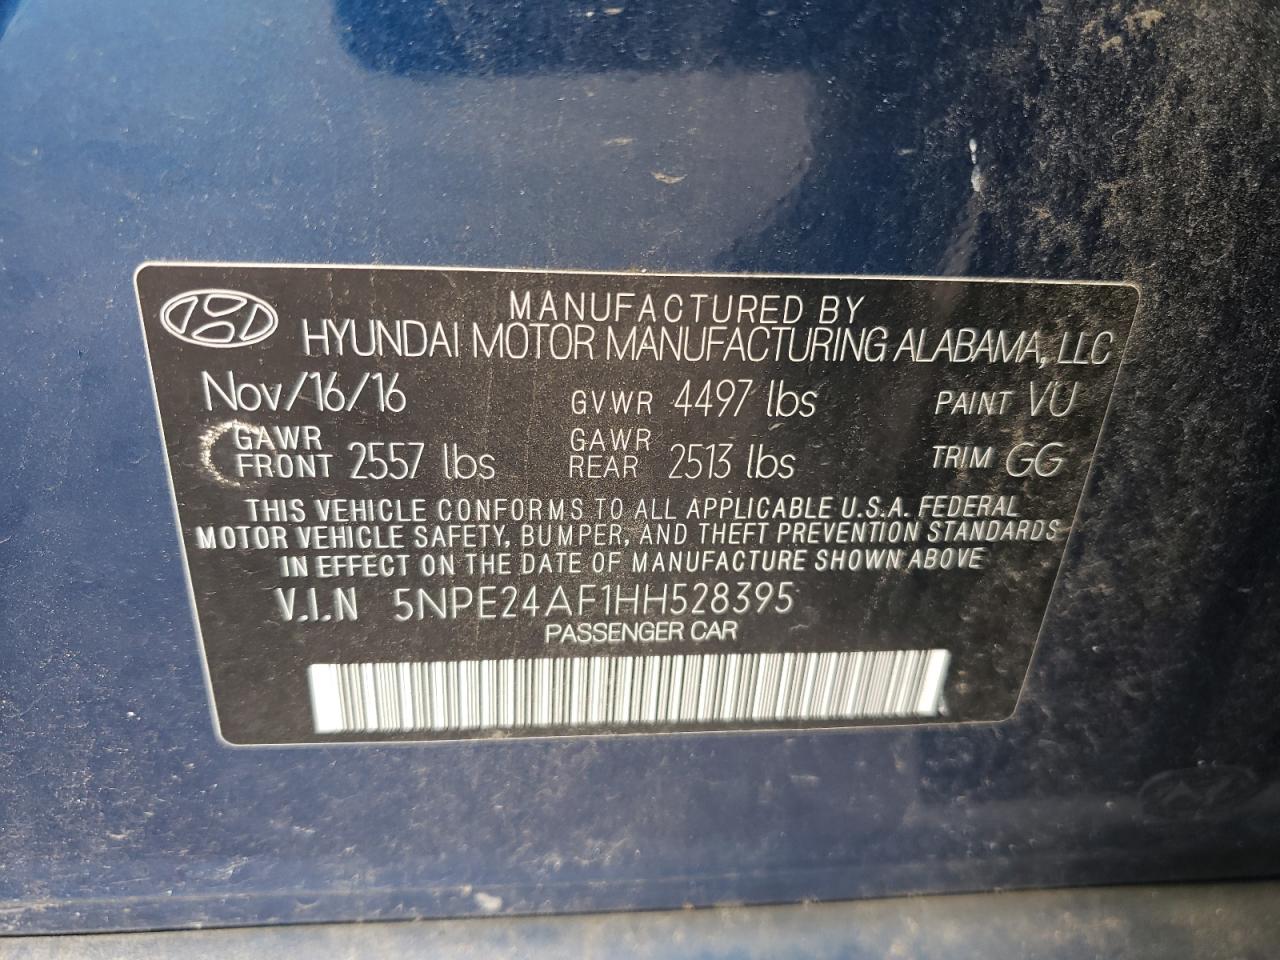 MANUFACTURED BY
HYUNDAI MOTOR MANUFACTURING ALABAMA, LLC
Nov/16/16 GVWR 4497 lbs PAINT VU
GAWR FRONT 2557 lbs GAWR REAR 2513 lbs TRIM GG
THIS VEHICLE CONFORMS TO ALL APPLICABLE U.S.A. FEDERAL
MOTOR VEHICLE SAFETY, BUMPER, AND THEFT PREVENTION STANDARDS
IN EFFECT ON THE DATE OF MANUFACTURE SHOWN ABOVE
V.I.N 5NPE24AF1HH528395
PASSENGER CAR